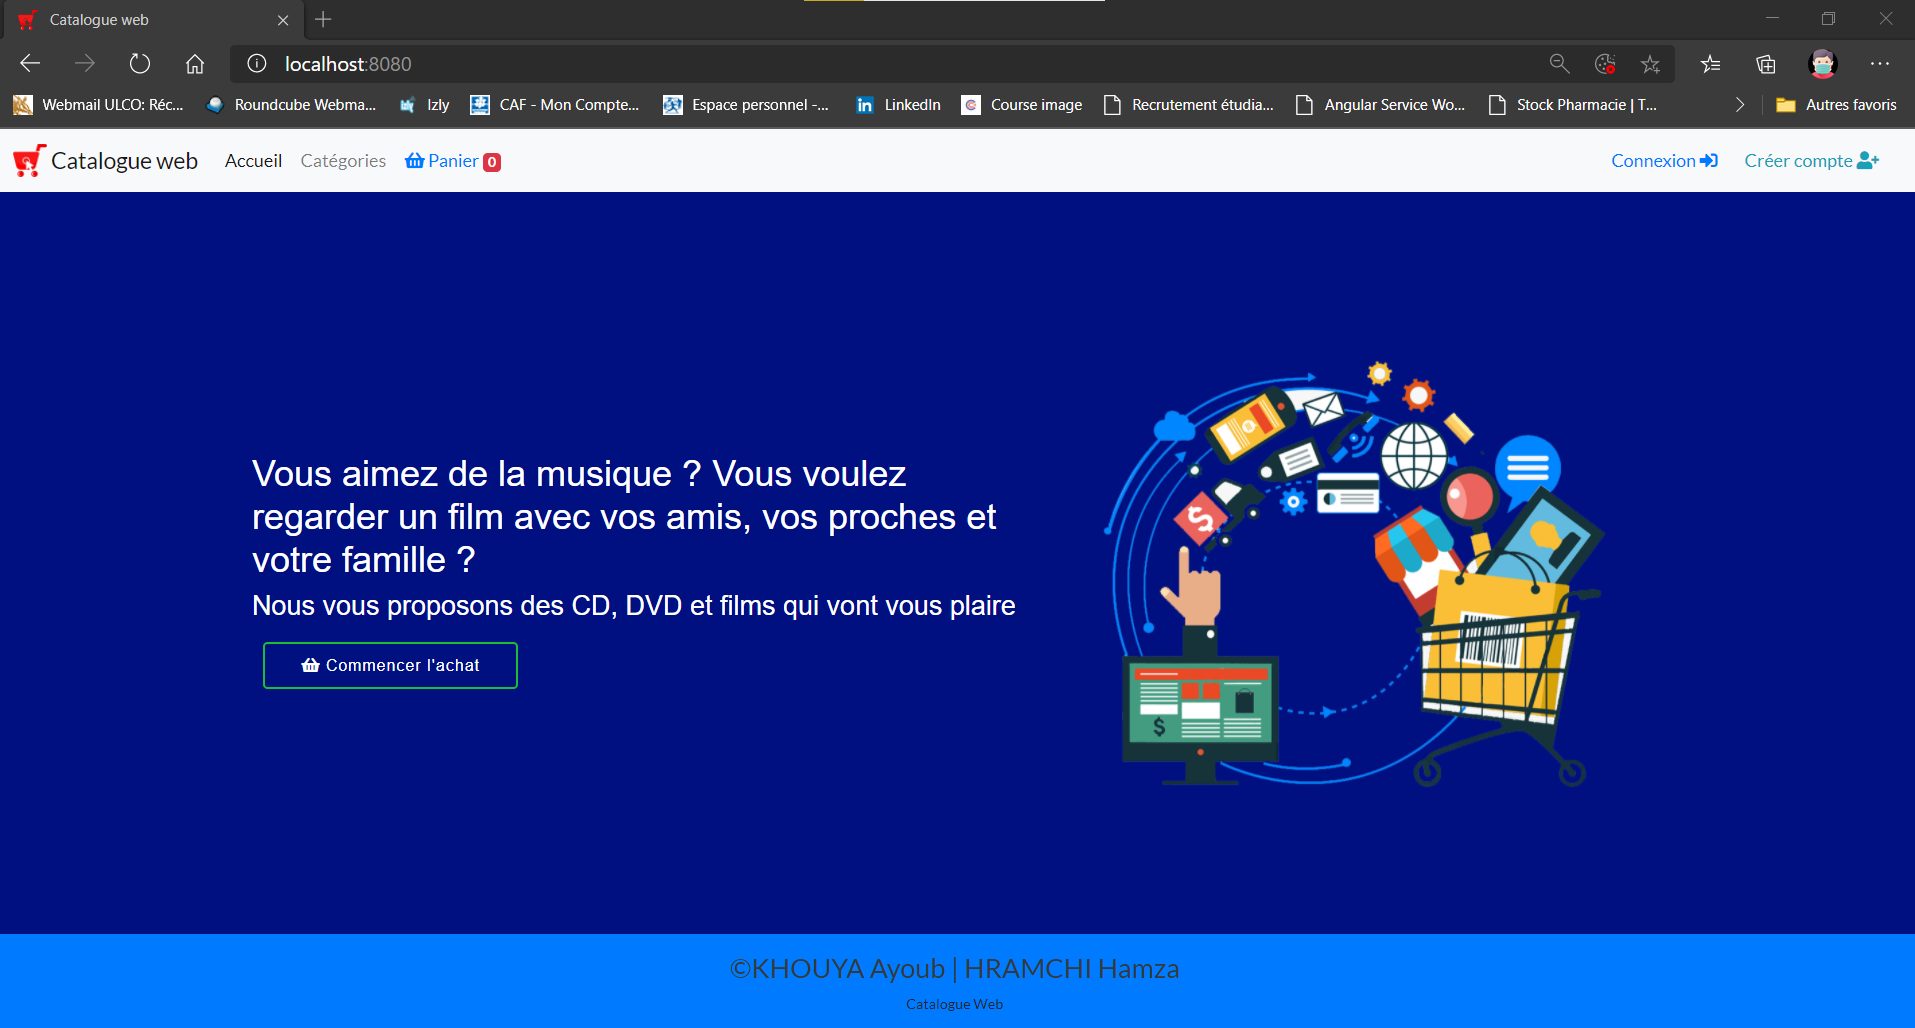 Catalogue web
localhost:8080
Webmail ULCO: Réc...
Roundcube Webma...
Izly
CAF - Mon Compte...
Espace personnel -...
LinkedIn
Course image
Recrutement étudia...
Angular Service Wo...
Stock Pharmacie | T...
Autres favoris
Catalogue web
Accueil
Catégories
Panier 0
Connexion
Créer compte
Vous aimez de la musique ? Vous voulez
regarder un film avec vos amis, vos proches et
votre famille ?
Nous vous proposons des CD, DVD et films qui vont vous plaire
Commencer l'achat
$
$
©KHOUYA Ayoub | HRAMCHI Hamza
Catalogue Web